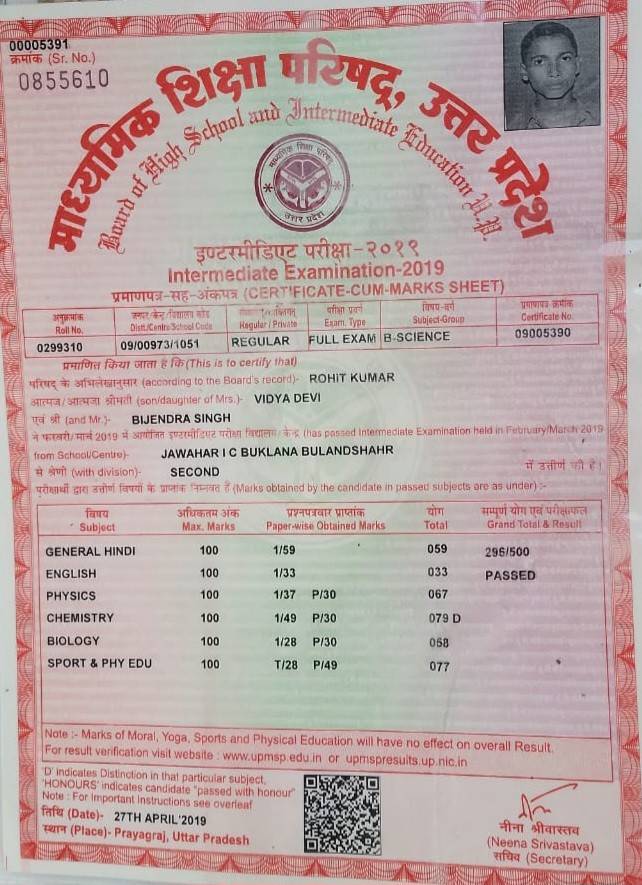 00005391
क्रमांक (Sr. No.)
0855610
माध्यमिक शिक्षा परिषद्, उत्तर प्रदेश
Board of High School and Intermediate Education U.P.
माध्यमिक शिक्षा परिषद
उत्तर प्रदेश
इण्टरमीडिएट परीक्षा-२०१९
Intermediate Examination-2019
प्रमाणपत्र-सह-अंकपत्र (CERTIFICATE-CUM-MARKS SHEET)
अनुक्रमांक जनपद/केन्द्र/विद्यालय कोड परीक्षा प्रकार विषय-वर्ग प्रमाणपत्र क्रमांक
Roll No. Distt./Centre/School Code Regular / Private Exam. Type Subject-Group Certificate No.
0299310 09/00973/1051 REGULAR FULL EXAM B-SCIENCE 09005390
प्रमाणित किया जाता है कि (This is to certify that)
परिषद् के अभिलेखानुसार (according to the Board's record)- ROHIT KUMAR
आत्मज/आत्मजा श्रीमती (son/daughter of Mrs.)- VIDYA DEVI
एवं श्री (and Mr.)- BIJENDRA SINGH
ने फरवरी/मार्च 2019 में आयोजित इण्टरमीडिएट परीक्षा विद्यालय/केन्द्र (has passed Intermediate Examination held in February/March 2019
from School/Centre)- JAWAHAR I C BUKLANA BULANDSHAHR
से श्रेणी (with division)- SECOND में उत्तीर्ण की है।
परीक्षार्थी द्वारा उत्तीर्ण विषयों के प्राप्तांक निम्नवत हैं (Marks obtained by the candidate in passed subjects are as under) :-
विषय अधिकतम अंक प्रश्नपत्रवार प्राप्तांक योग सम्पूर्ण योग एवं परीक्षाफल
Subject Max. Marks Paper-wise Obtained Marks Total Grand Total & Result
GENERAL HINDI 100 1/59 059 296/500
ENGLISH 100 1/33 033 PASSED
PHYSICS 100 1/37 P/30 067
CHEMISTRY 100 1/49 P/30 079 D
BIOLOGY 100 1/28 P/30 058
SPORT & PHY EDU 100 T/28 P/49 077
Note :- Marks of Moral, Yoga, Sports and Physical Education will have no effect on overall Result.
For result verification visit website : www.upmsp.edu.in or upmspresults.up.nic.in
'D' indicates Distinction in that particular subject,
'HONOURS' indicates candidate "passed with honour"
Note : For Important Instructions see overleaf
तिथि (Date)- 27TH APRIL'2019
स्थान (Place)- Prayagraj, Uttar Pradesh
नीना श्रीवास्तव
(Neena Srivastava)
सचिव (Secretary)